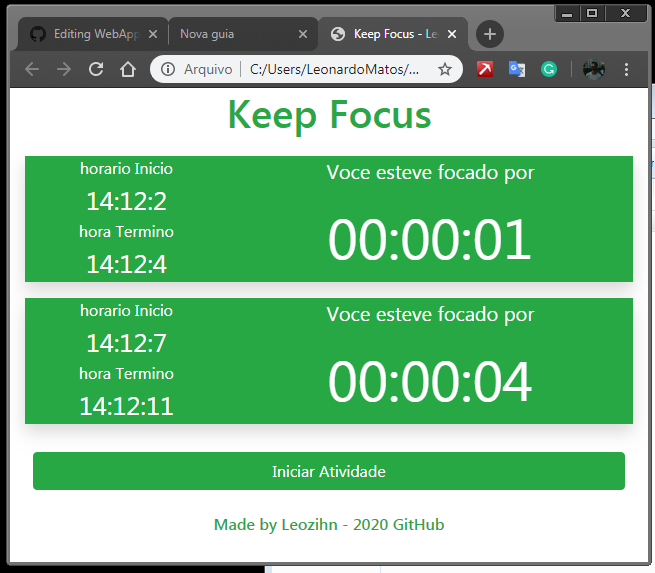 Editing WebApp
Nova guia
Keep Focus - Le
Arquivo
C:/Users/LeonardoMatos/...
Keep Focus
horario Inicio
14:12:2
hora Termino
14:12:4
Voce esteve focado por
00:00:01
horario Inicio
14:12:7
hora Termino
14:12:11
Voce esteve focado por
00:00:04
Iniciar Atividade
Made by Leozihn - 2020 GitHub